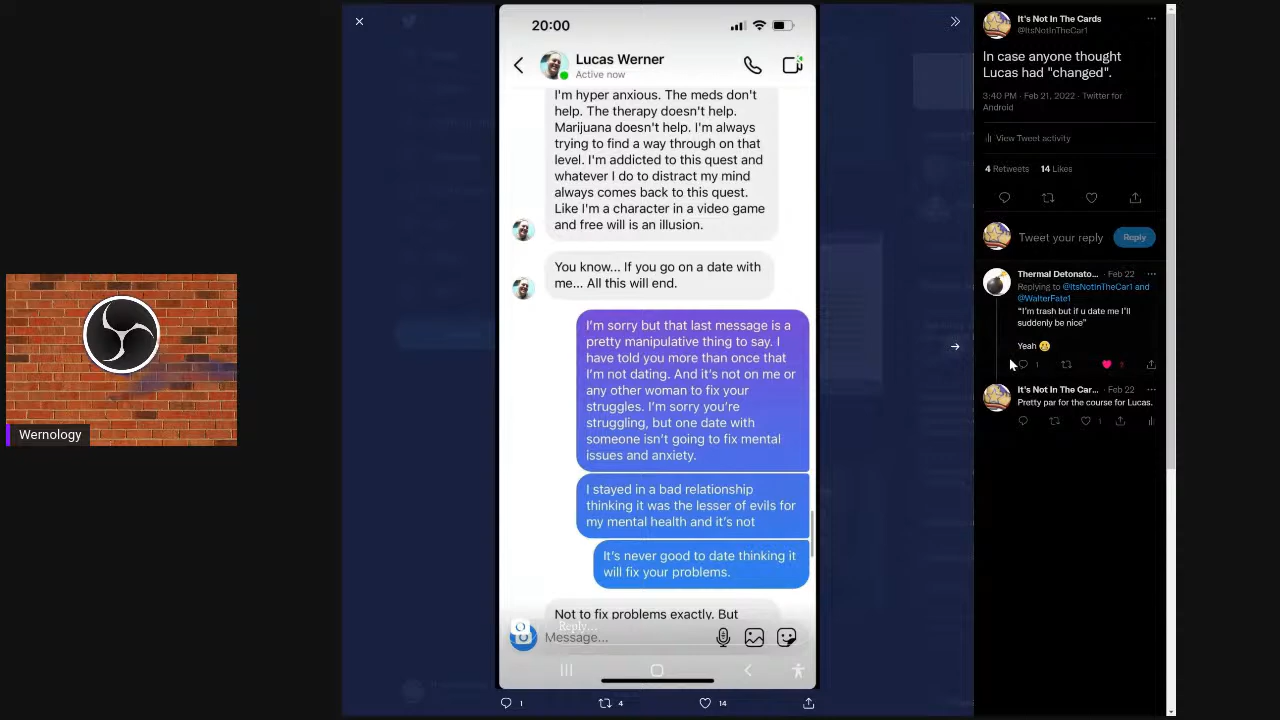 20:00
Lucas Werner
Active now
I'm hyper anxious. The meds don't
help. The therapy doesn't help.
Marijuana doesn't help. I'm always
trying to find a way through on that
level. I'm addicted to this quest and
whatever I do to distract my mind
always comes back to this quest.
Like I'm a character in a video game
and free will is an illusion.
You know... If you go on a date with
me... All this will end.
I'm sorry but that last message is a
pretty manipulative thing to say. I
have told you more than once that
I'm not dating. And it's not on me or
any other woman to fix your
struggles. I'm sorry you're
struggling, but one date with
someone isn't going to fix mental
issues and anxiety.
I stayed in a bad relationship
thinking it was the lesser of evils for
my mental health and it's not
It's never good to date thinking it
will fix your problems.
Not to fix problems exactly. But
Reply...
Message...
1
4
14
Wernology
It's Not In The Cards
@ItsNotInTheCar1
In case anyone thought
Lucas had "changed".
3:40 PM · Feb 21, 2022 · Twitter for
Android
View Tweet activity
4 Retweets 14 Likes
Tweet your reply
Reply
Thermal Detonato... · Feb 22
Replying to @ItsNotInTheCar1 and
@WalterFate1
"I'm trash but if u date me I'll
suddenly be nice"
Yeah
1
It's Not In The Car... · Feb 22
Pretty par for the course for Lucas.
1